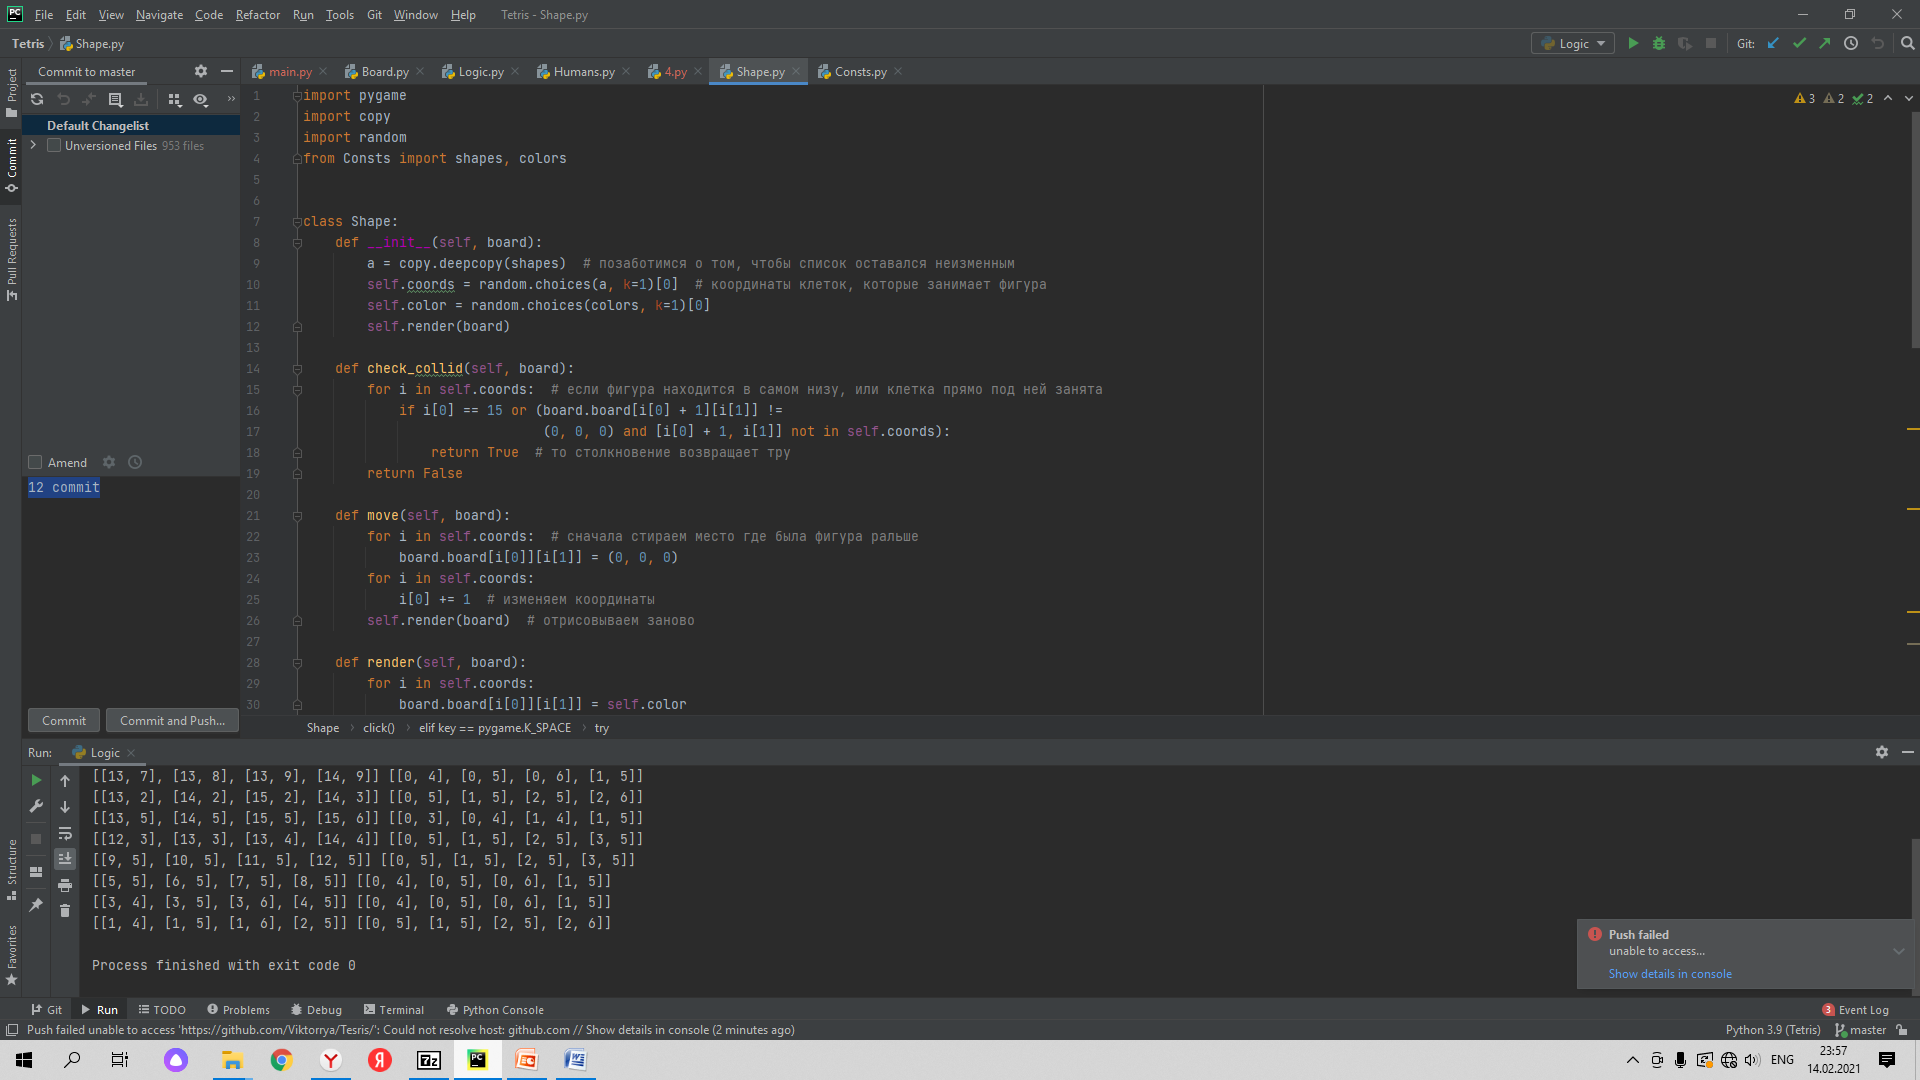 File Edit View Navigate Code Refactor Run Tools Git Window Help Tetris - Shape.py
Tetris Shape.py Logic Git:
Commit to master
main.py Board.py Logic.py Humans.py 4.py Shape.py Consts.py
Default Changelist
Unversioned Files 953 files
Amend
12 commit
Commit Commit and Push...
Project
Commit
Pull Requests
Structure
Favorites
3 2 2
1 import pygame
2 import copy
3 import random
4 from Consts import shapes, colors
5
6
7 class Shape:
8 def __init__(self, board):
9 a = copy.deepcopy(shapes) # позаботимся о том, чтобы список оставался неизменным
10 self.coords = random.choices(a, k=1)[0] # координаты клеток, которые занимает фигура
11 self.color = random.choices(colors, k=1)[0]
12 self.render(board)
13
14 def check_collid(self, board):
15 for i in self.coords: # если фигура находится в самом низу, или клетка прямо под ней занята
16 if i[0] == 15 or (board.board[i[0] + 1][i[1]] !=
17 (0, 0, 0) and [i[0] + 1, i[1]] not in self.coords):
18 return True # то столкновение возвращает тру
19 return False
20
21 def move(self, board):
22 for i in self.coords: # сначала стираем место где была фигура ральше
23 board.board[i[0]][i[1]] = (0, 0, 0)
24 for i in self.coords:
25 i[0] += 1 # изменяем координаты
26 self.render(board) # отрисовываем заново
27
28 def render(self, board):
29 for i in self.coords:
30 board.board[i[0]][i[1]] = self.color
Shape click() elif key == pygame.K_SPACE try
Run: Logic
[[13, 7], [13, 8], [13, 9], [14, 9]] [[0, 4], [0, 5], [0, 6], [1, 5]]
[[13, 2], [14, 2], [15, 2], [14, 3]] [[0, 5], [1, 5], [2, 5], [2, 6]]
[[13, 5], [14, 5], [15, 5], [15, 6]] [[0, 3], [0, 4], [1, 4], [1, 5]]
[[12, 3], [13, 3], [13, 4], [14, 4]] [[0, 5], [1, 5], [2, 5], [3, 5]]
[[9, 5], [10, 5], [11, 5], [12, 5]] [[0, 5], [1, 5], [2, 5], [3, 5]]
[[5, 5], [6, 5], [7, 5], [8, 5]] [[0, 4], [0, 5], [0, 6], [1, 5]]
[[3, 4], [3, 5], [3, 6], [4, 5]] [[0, 4], [0, 5], [0, 6], [1, 5]]
[[1, 4], [1, 5], [1, 6], [2, 5]] [[0, 5], [1, 5], [2, 5], [2, 6]]
Process finished with exit code 0
Push failed
unable to access...
Show details in console
Git Run TODO Problems Debug Terminal Python Console 3 Event Log
Push failed unable to access 'https://github.com/Viktorrya/Tesris/': Could not resolve host: github.com // Show details in console (2 minutes ago) Python 3.9 (Tetris) master
ENG
23:57
14.02.2021